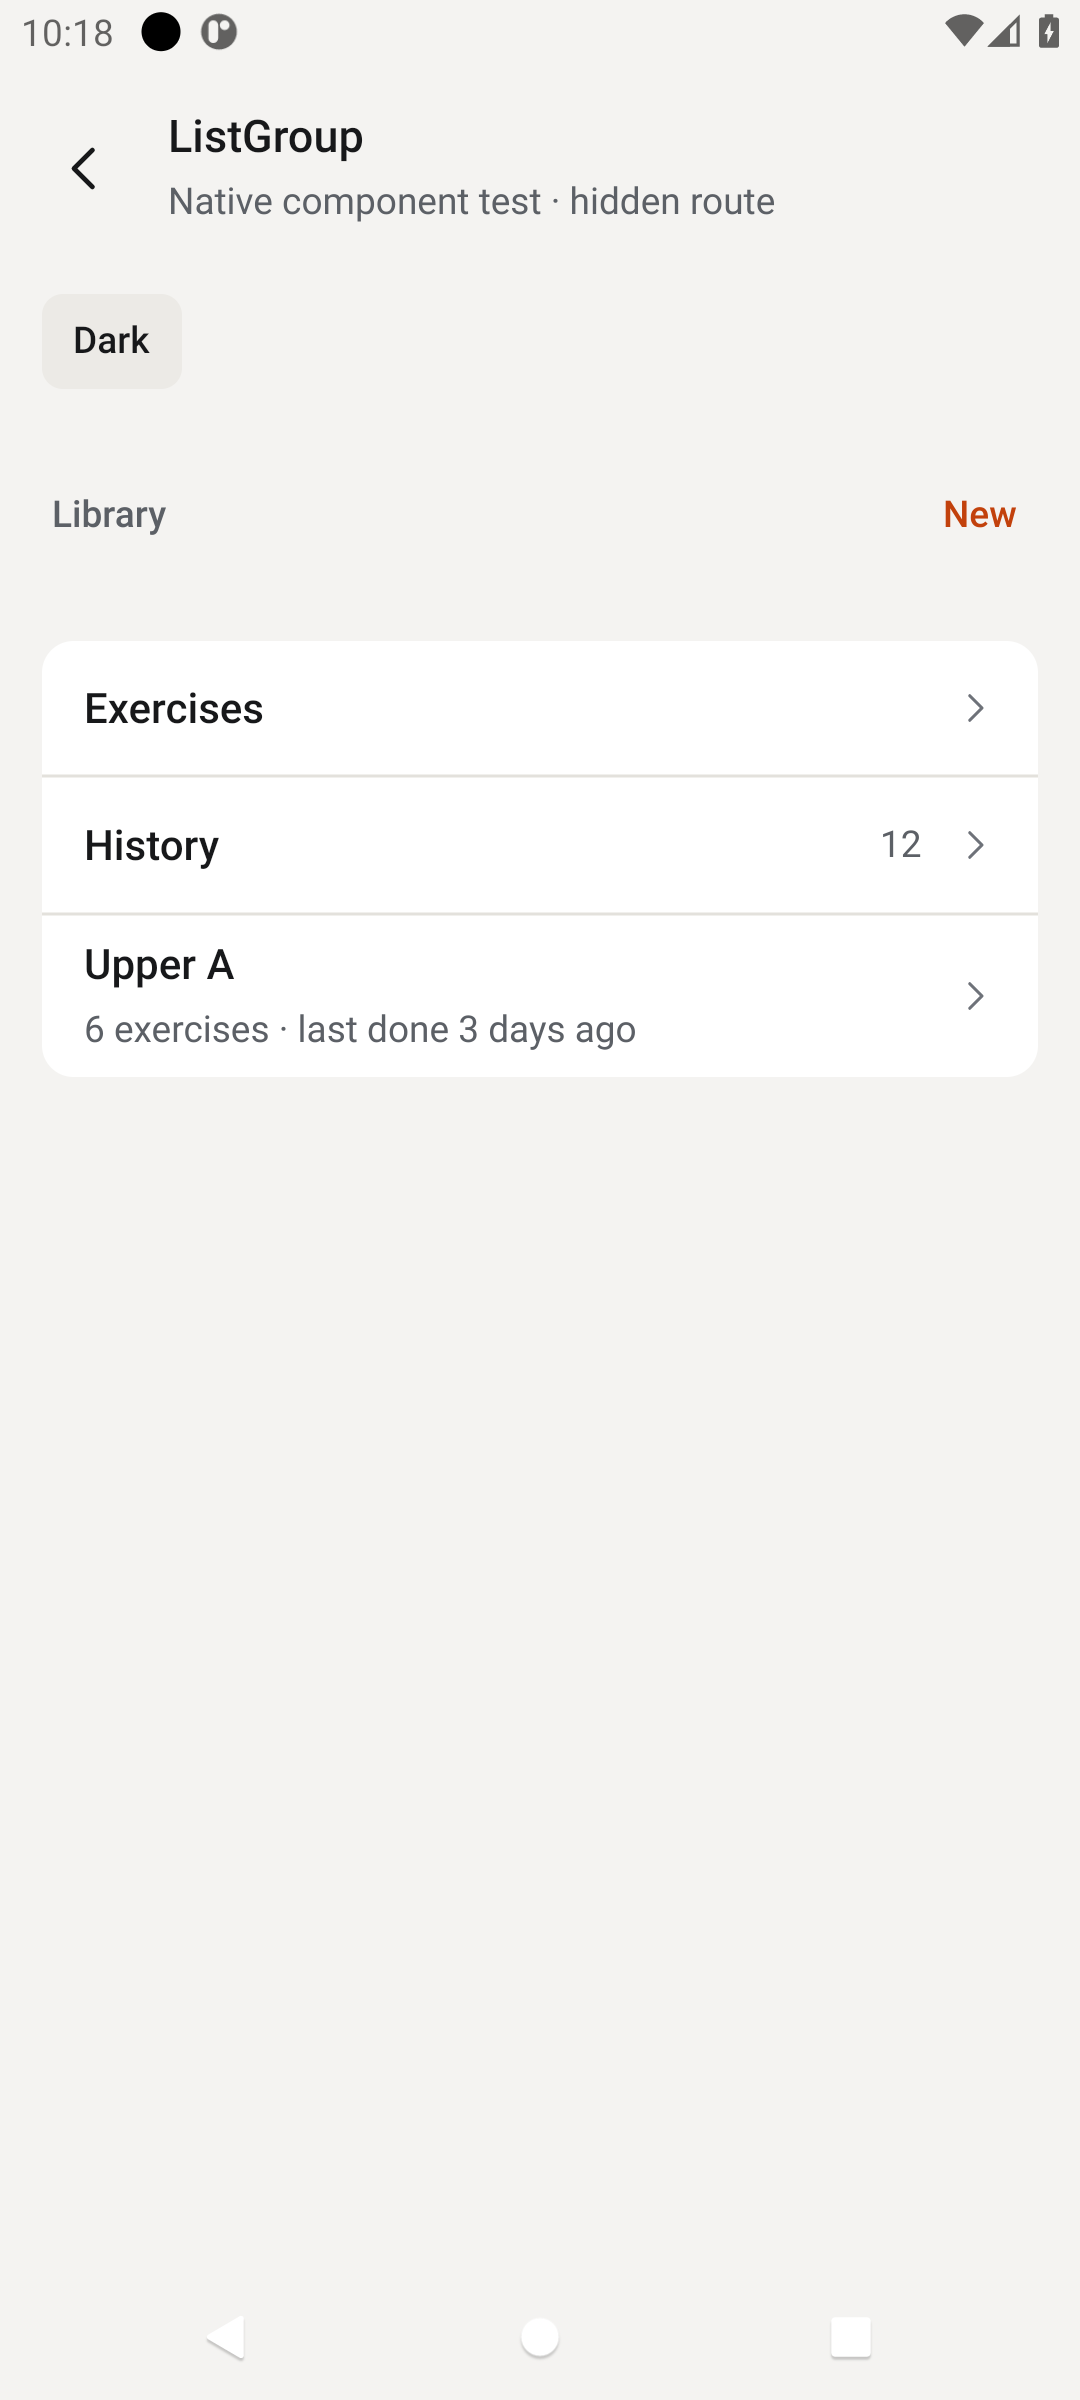 10:18
ListGroup
Native component test · hidden route
Dark
Library New
Exercises
History 12
Upper A
6 exercises · last done 3 days ago